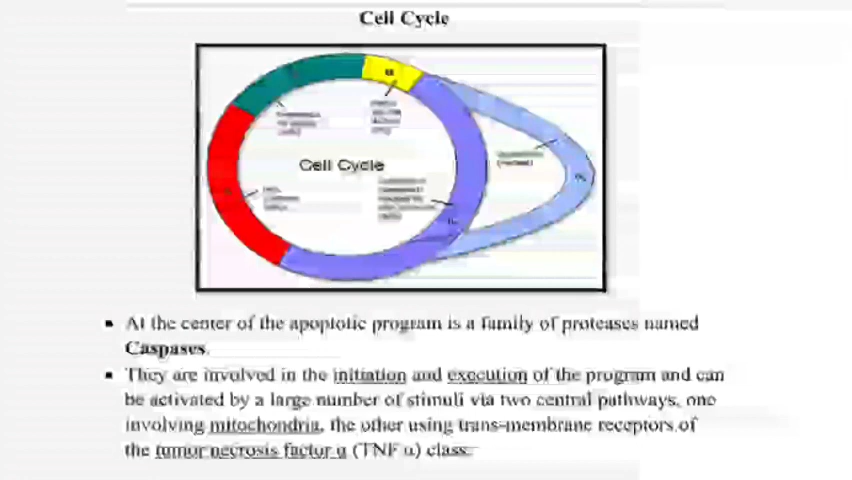 Cell Cycle
Cell Cycle
At the center of the apoptotic program is a family of proteases named
Caspases.
They are involved in the initiation and execution of the program and can
be activated by a large number of stimuli via two central pathways, one
involving mitochondria, the other using trans-membrane receptors of
the tumor necrosis factor α (TNF α) class.